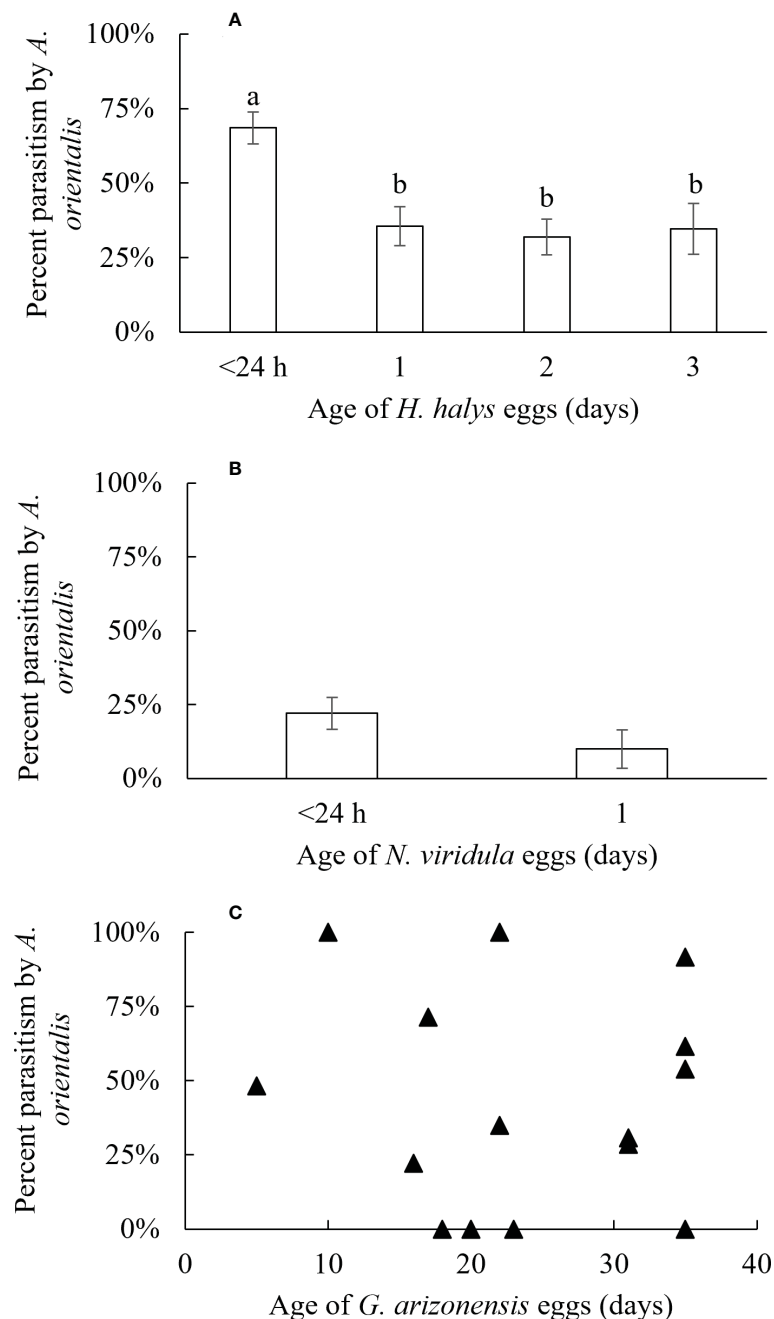 A
Percent parasitism by A.
orientalis
100%
75%
50%
25%
0%
a
b
b
b
<24 h
1
2
3
Age of H. halys eggs (days)
B
Percent parasitism by A.
orientalis
100%
75%
50%
25%
0%
<24 h
1
Age of N. viridula eggs (days)
C
Percent parasitism by A.
orientalis
100%
75%
50%
25%
0%
0
10
20
30
40
Age of G. arizonensis eggs (days)